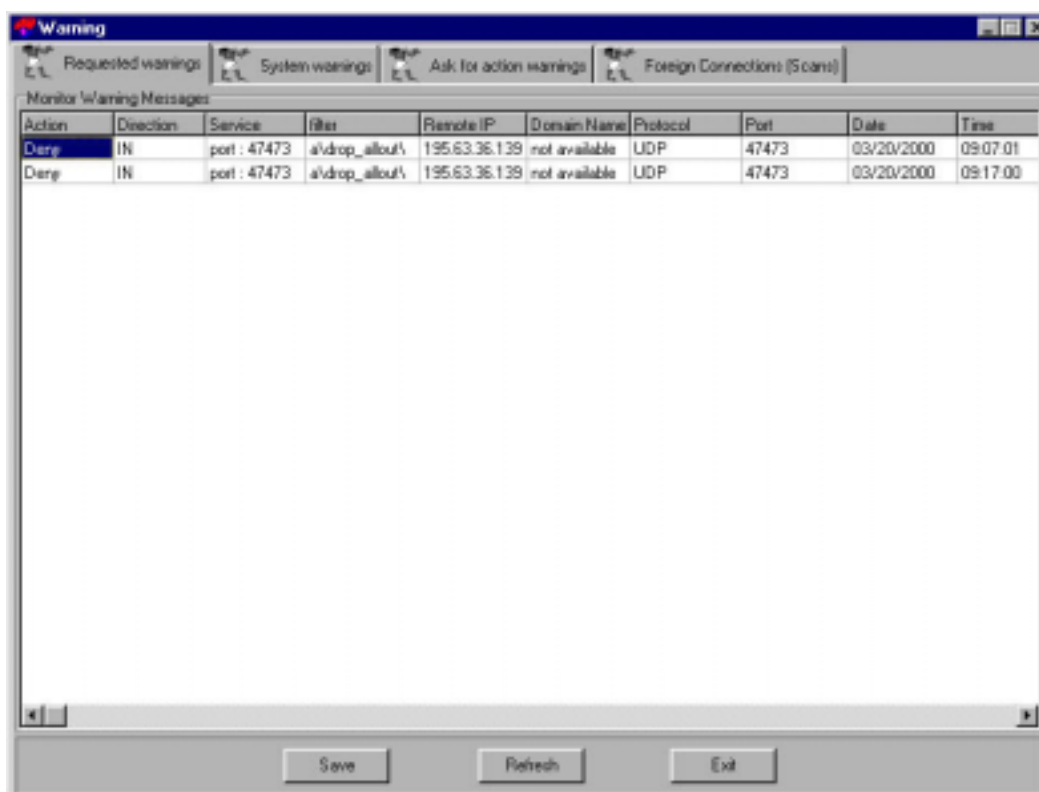 Warning
Requested warnings System warnings Ask for action warnings Foreign Connections (Scans)
Monitor Warning Messages
Action Direction Service filter Remote IP Domain Name Protocol Port Date Time
Deny IN port : 47473 a\drop_allout\ 195.63.36.139 not available UDP 47473 03/20/2000 09:07:01
Deny IN port : 47473 a\drop_allout\ 195.63.36.139 not available UDP 47473 03/20/2000 09:17:00
Save Refresh Exit